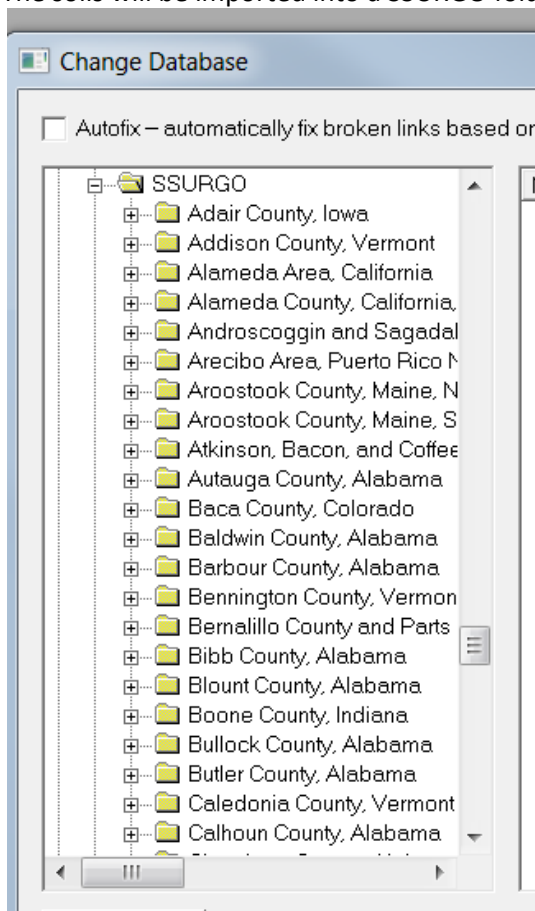 Change Database
Autofix – automatically fix broken links based
SSURGO
Adair County, Iowa
Addison County, Vermont
Alameda Area, California
Alameda County, California,
Androscoggin and
Arecibo Area, Puerto Rico
Aroostook County, Maine,
Aroostook County, Maine,
Atkinson, Bacon, and Coffee
Autauga County, Alabama
Baca County, Colorado
Baldwin County, Alabama
Barbour County, Alabama
Bennington County,
Bernalillo County and Parts
Bibb County, Alabama
Blount County, Alabama
Boone County, Indiana
Bullock County, Alabama
Butler County, Alabama
Caledonia County, Vermont
Calhoun County, Alabama